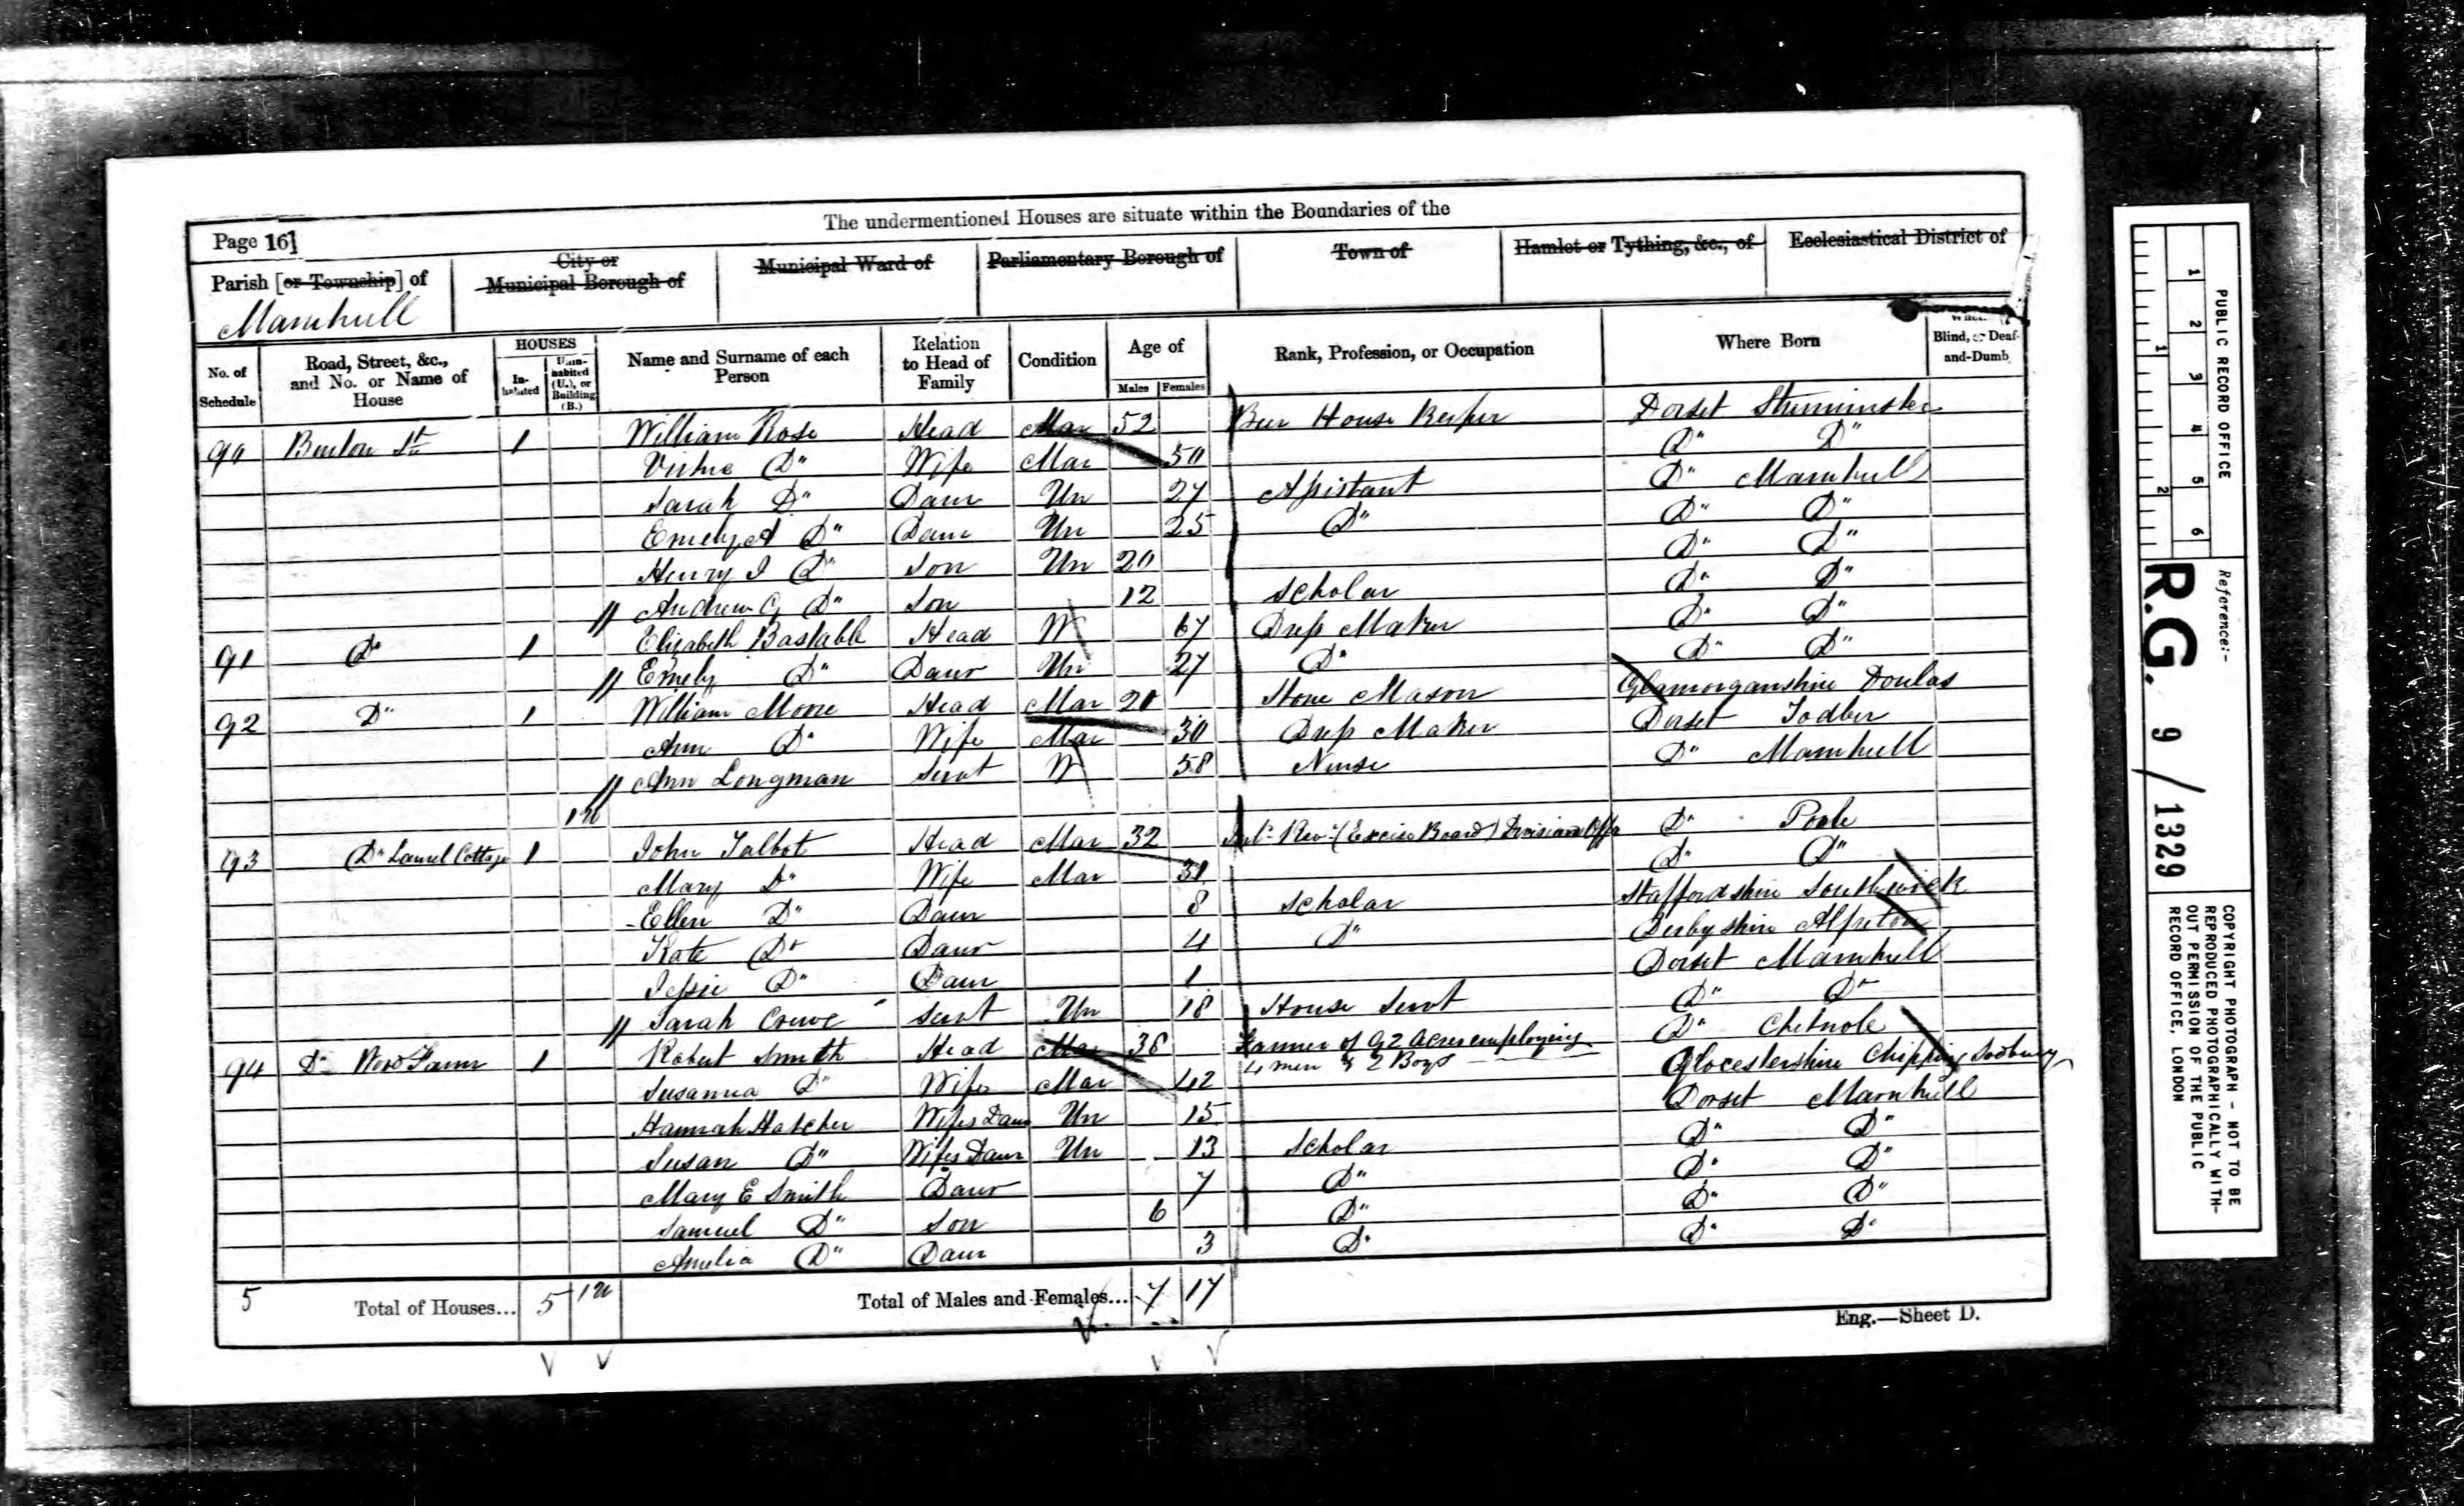 The undermentioned Houses are situate within the Boundaries of the
Page 16]
Parish [or Township] of
Marnhull
City or
Municipal Borough of
Municipal Ward of
Parliamentary Borough of
Town of
Hamlet or Tything, &c., of
Ecclesiastical District of
No. of Schedule
Road, Street, &c., and No. or Name of House
HOUSES
Inhabited
Uninhabited (U.), or Building (B.)
Name and Surname of each Person
Relation to Head of Family
Condition
Age of
Males
Females
Rank, Profession, or Occupation
Where Born
Blind, or Deaf-and-Dumb
90 Burton St 1 William Rose Head Mar 52 Beer House Keeper Dorset Sturminster
Virtue Do Wife Mar 50 Do Do
Sarah Do Daur Un 27 Assistant Do Marnhull
Emely A Do Daur Un 25 Do Do Do
Henry J Do Son Un 20 Do Do
// Andrew G Do Son 12 Scholar Do Do
91 Do 1 Elizabeth Bastable Head W 67 Dress Maker Do Do
// Emely Do Daur Un 27 Do Do Do
92 Do 1 William Head Mar 20 Stone Mason Glamorganshire Doulas
Ann Do Wife Mar 30 Dress Maker Dorset Todber
// Ann Longman Servt W 58 Nurse Do Marnhull
1
93 Do Laurel Cottage 1 John Talbot Head Mar 32 Inld Revu (Excise Board) Division Offr Do Poole
Mary Do Wife Mar 31 Do Do
Ellen Do Daur 8 Scholar Staffordshire Southwick
Kate Do Daur 4 Do Derbyshire Alfreton
Jessie Do Daur 1 Dorset Marnhull
// Sarah Servt Un 18 House Servt Do Do
94 Do Farm 1 Robert Smith Head Mar 38 Farmer of 92 Acres employing 4 men & 2 Boys Do Chetnole
Susanna Do Wife Mar 42 Glocestershire Chipping Sodbury
Hannah Hatcher Wifes Daur Un 15 Dorset Marnhull
Susan Do Wifes Daur Un 13 Scholar Do Do
Mary E Smith Daur 7 Do Do Do
Samuel Do Son 6 Do Do Do
Amelia Do Daur 3 Do Do Do
5 Total of Houses... 5 Total of Males and Females... 7 17
Eng.—Sheet D.
PUBLIC RECORD OFFICE
1 2 3 4 5 6
1 2
Reference:-
R.G. 9/1329
COPYRIGHT PHOTOGRAPH - NOT TO BE
REPRODUCED PHOTOGRAPHICALLY WITH-
OUT PERMISSION OF THE PUBLIC
RECORD OFFICE, LONDON